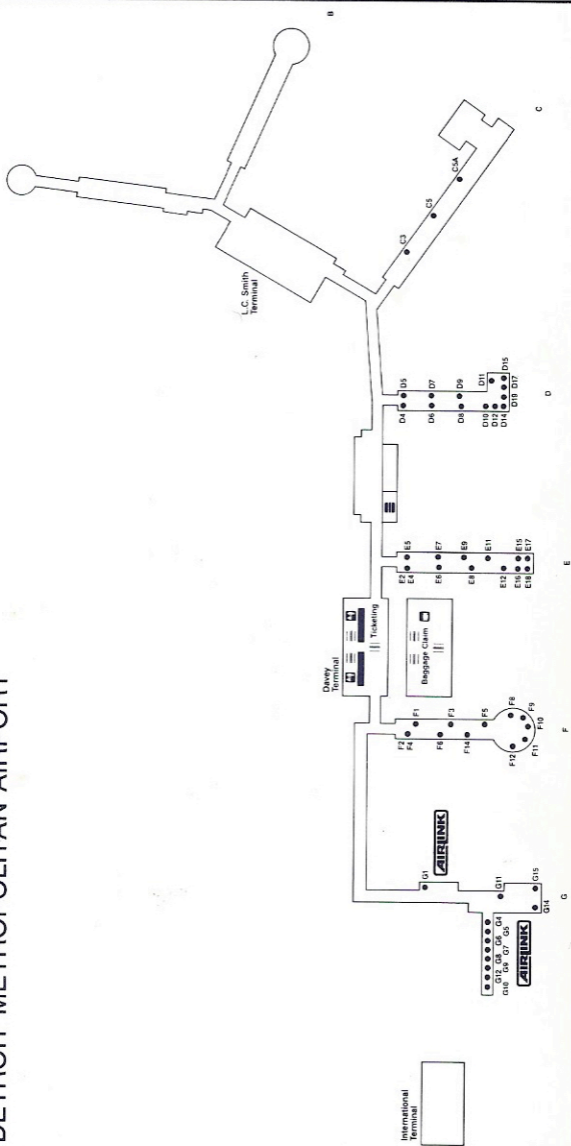 DETROIT METROPOLITAN AIRPORT
B
C
L.C. Smith
Terminal
C3
C5
C5A
D
D4 D5
D6 D7
D8 D9
D10
D11
D12
D14
D15
D17
D19
E
E2 E5
E4
E6 E7
E8 E9
E11
E12
E16 E15
E18 E17
Davey
Terminal
Ticketing
Baggage Claim
F
F2 F1
F4
F6 F3
F14 F5
F8
F9
F10
F11
F12
G
G1
AIRLINK
G11
G14
G15
G4
G5
G6
G7
G8
G9
G12
G10
AIRLINK
International
Terminal